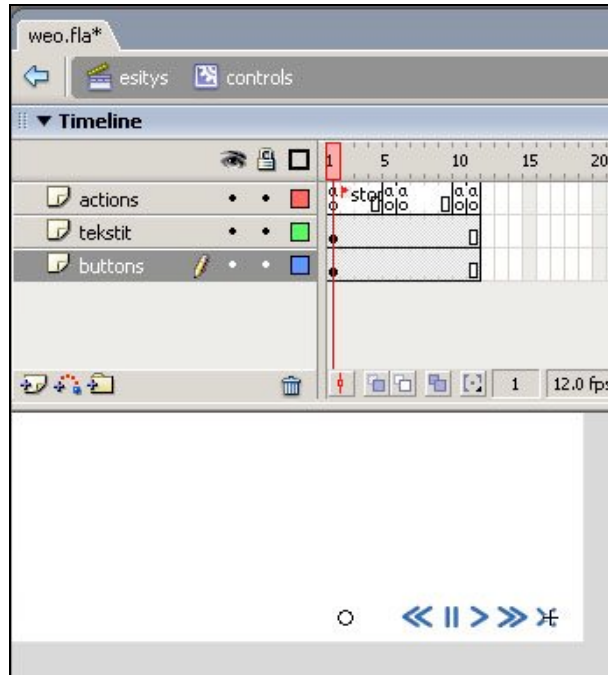 weo.fla*
esitys controls
Timeline
1 5 10 15 20
actions
a a a a a
stop
tekstit
buttons
1 12.0 fps